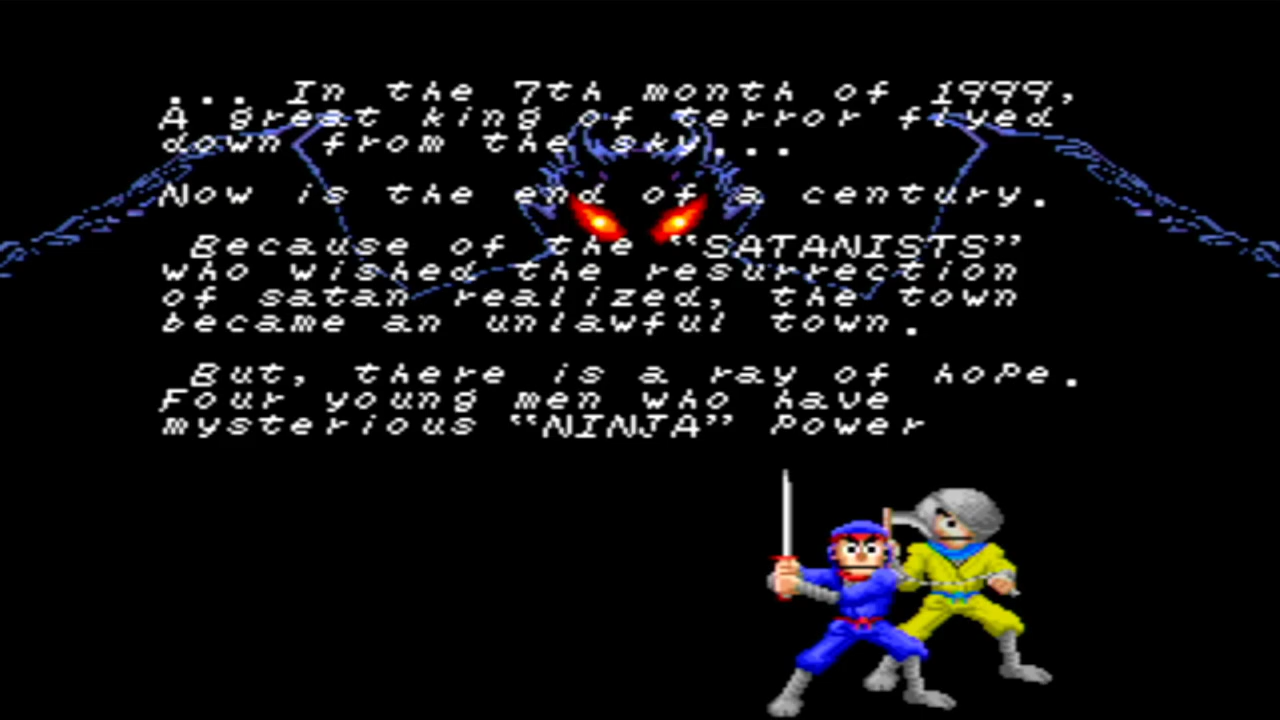 ... In the 7th month of 1999,
A great king of terror flyed
down from the sky...
Now is the end of a century.
Because of the “SATANISTS”
who wished the resurrection
of satan realized, the town
became an unlawful town.
But, there is a ray of hope.
Four young men who have
mysterious “NINJA” power